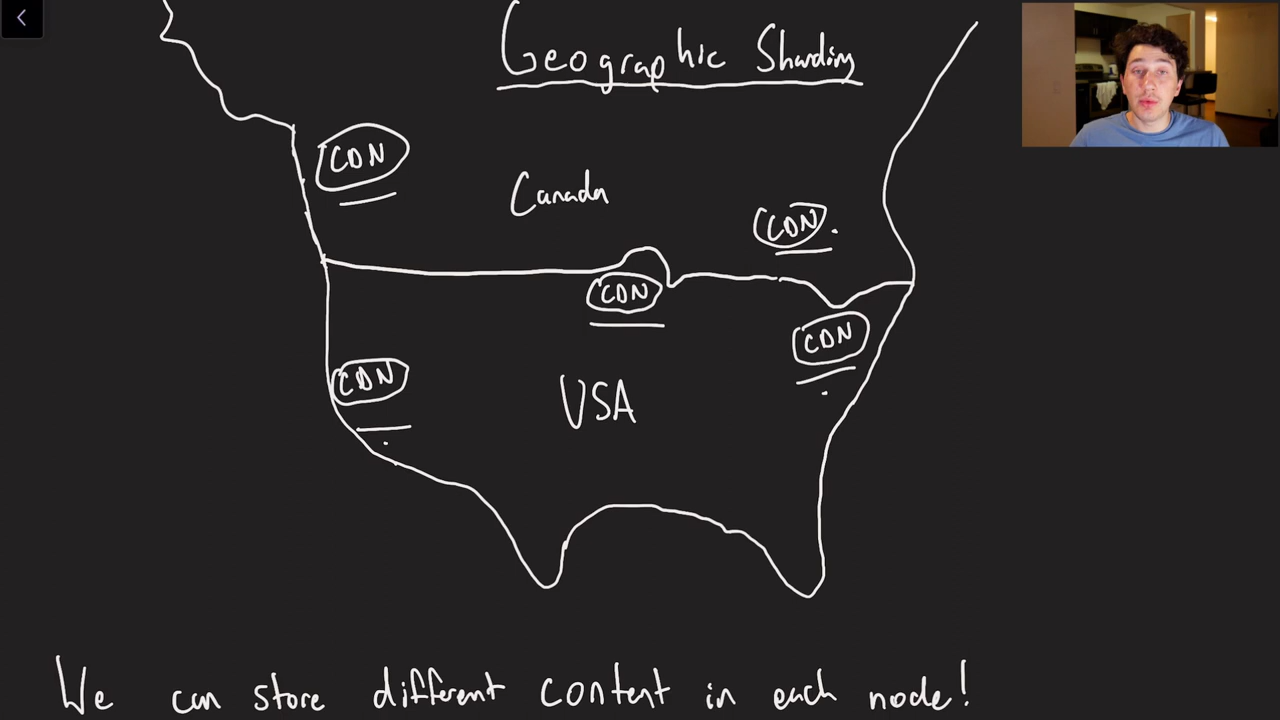 Geographic Sharding
CDN
Canada
CDN
CDN
CDN
CDN
USA
We can store different content in each node!